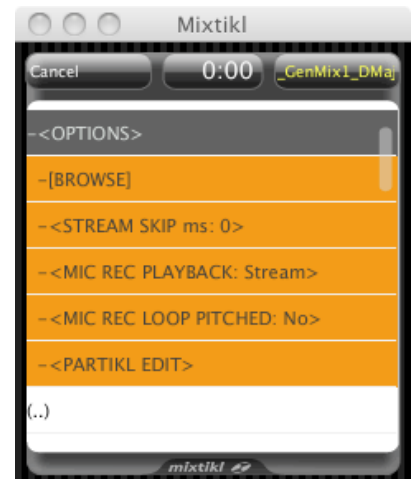 Mixtikl
Cancel 0:00 _GenMix1_DMaj
-<OPTIONS>
-[BROWSE]
-<STREAM SKIP ms: 0>
-<MIC REC PLAYBACK: Stream>
-<MIC REC LOOP PITCHED: No>
-<PARTIKL EDIT>
(..)
mixtikl